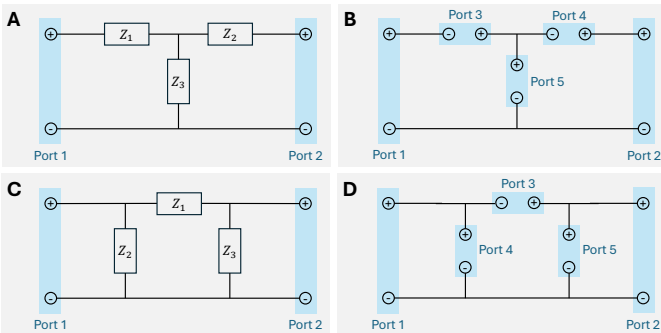 A
+ Z₁ Z₂ +
Z₃
- -
Port 1 Port 2
B
Port 3 Port 4
+ - + - + +
+
Port 5
-
- -
Port 1 Port 2
C
+ Z₁ +
Z₂ Z₃
- -
Port 1 Port 2
D
Port 3
+ - + +
+ +
Port 4 Port 5
- -
- -
Port 1 Port 2